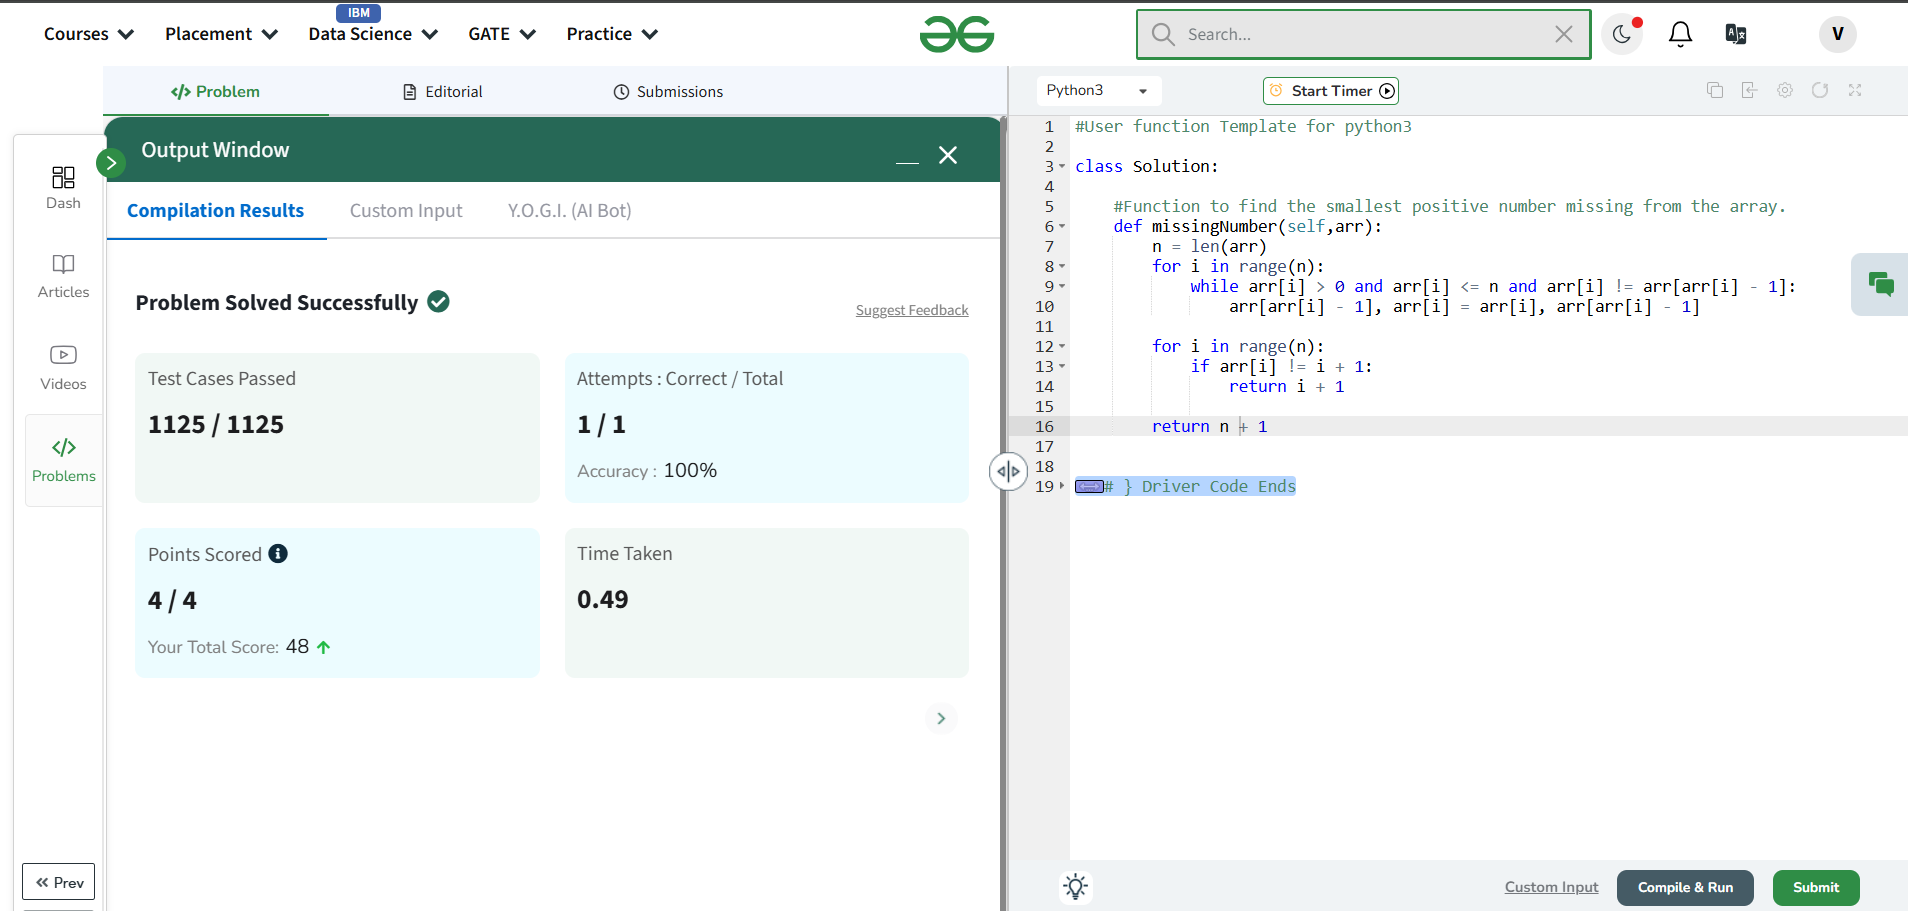 IBM
Courses Placement Data Science GATE Practice Search... V
Problem Editorial Submissions
Python3 Start Timer
Dash
Articles
Videos
Problems
Prev
Output Window
Compilation Results Custom Input Y.O.G.I. (AI Bot)
Problem Solved Successfully
Suggest Feedback
Test Cases Passed
1125 / 1125
Attempts : Correct / Total
1 / 1
Accuracy : 100%
Points Scored
4 / 4
Your Total Score: 48
Time Taken
0.49
1 #User function Template for python3
2
3 class Solution:
4
5 #Function to find the smallest positive number missing from the array.
6 def missingNumber(self,arr):
7 n = len(arr)
8 for i in range(n):
9 while arr[i] > 0 and arr[i] <= n and arr[i] != arr[arr[i] - 1]:
10 arr[arr[i] - 1], arr[i] = arr[i], arr[arr[i] - 1]
11
12 for i in range(n):
13 if arr[i] != i + 1:
14 return i + 1
15
16 return n + 1
17
18
19 # } Driver Code Ends
Custom Input Compile & Run Submit